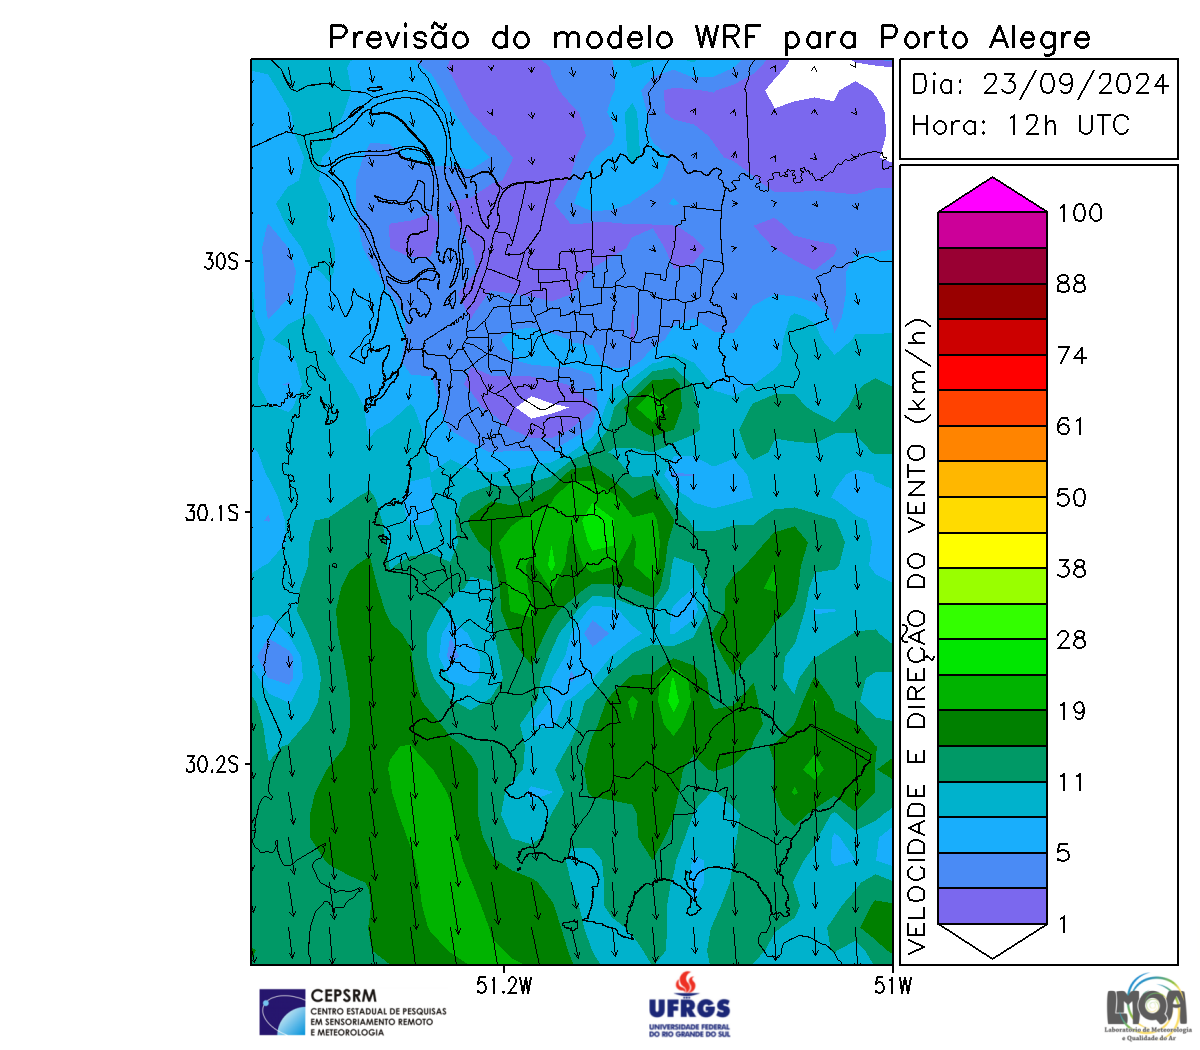 Previsão do modelo WRF para Porto Alegre
Dia: 23/09/2024
Hora: 12h UTC
VELOCIDADE E DIREÇÃO DO VENTO (km/h)
100
88
74
61
50
38
28
19
11
5
1
30S
30.1S
30.2S
51.2W
51W
CEPSRM
CENTRO ESTADUAL DE PESQUISAS
EM SENSORIAMENTO REMOTO
E METEOROLOGIA
UFRGS
UNIVERSIDADE FEDERAL
DO RIO GRANDE DO SUL
LMQA
Laboratório de Meteorologia
e Qualidade do Ar